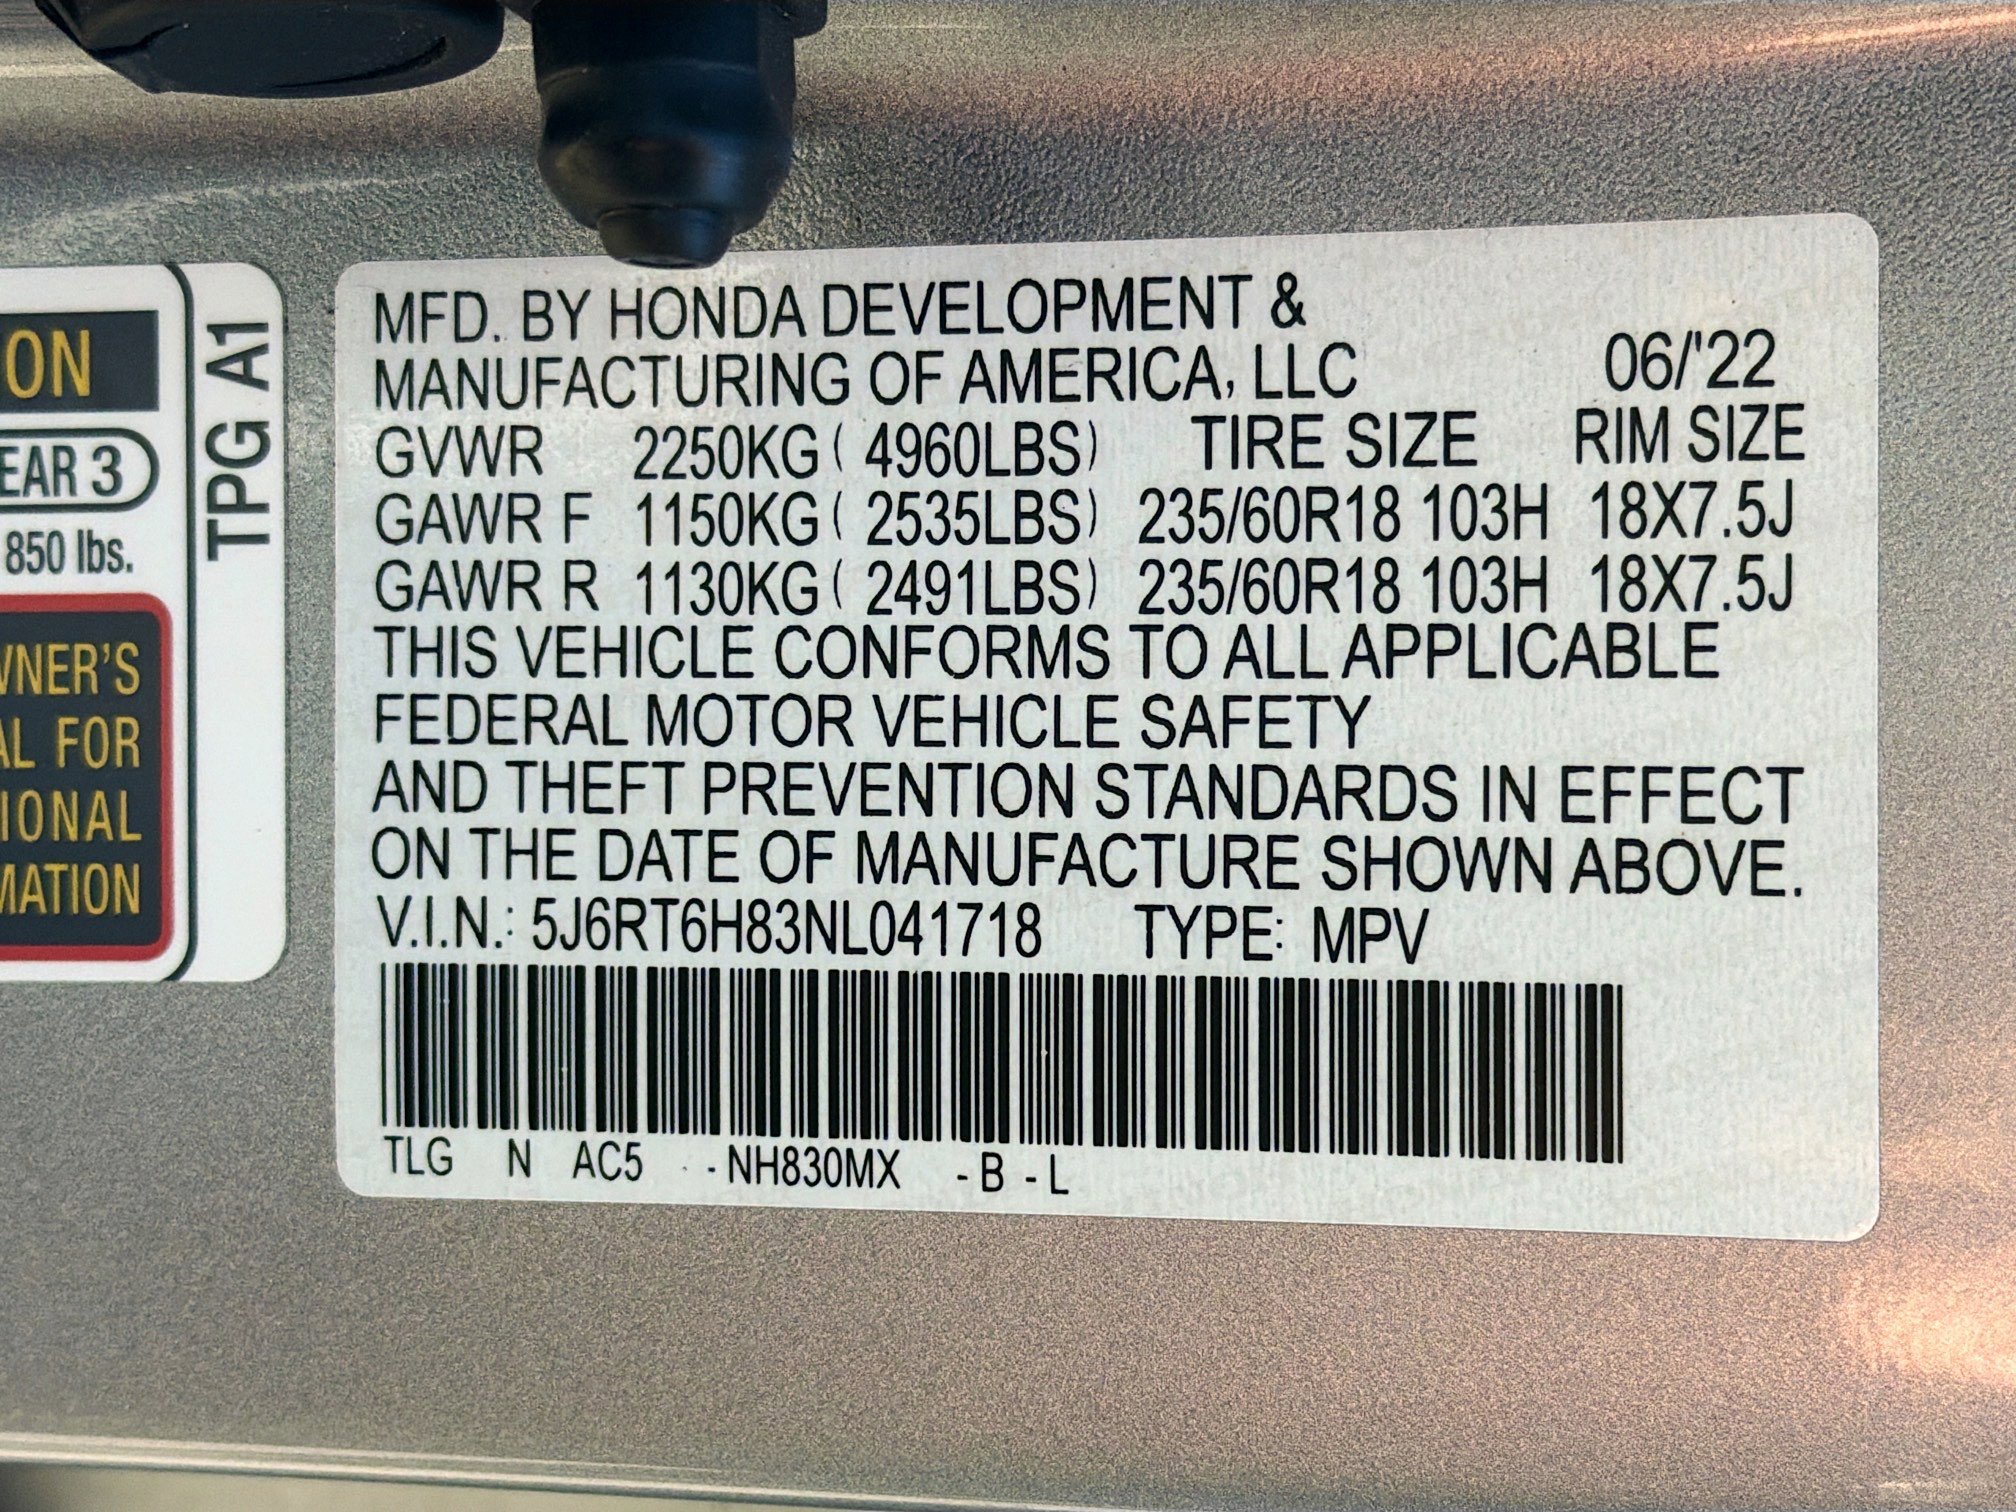 ON
EAR 3
850 lbs.
WNER'S
AL FOR
IONAL
MATION
TPG A1
MFD. BY HONDA DEVELOPMENT &
MANUFACTURING OF AMERICA, LLC 06/'22
GVWR 2250KG ( 4960LBS) TIRE SIZE RIM SIZE
GAWR F 1150KG ( 2535LBS) 235/60R18 103H 18X7.5J
GAWR R 1130KG ( 2491LBS) 235/60R18 103H 18X7.5J
THIS VEHICLE CONFORMS TO ALL APPLICABLE
FEDERAL MOTOR VEHICLE SAFETY
AND THEFT PREVENTION STANDARDS IN EFFECT
ON THE DATE OF MANUFACTURE SHOWN ABOVE.
V.I.N.: 5J6RT6H83NL041718 TYPE: MPV
TLG N AC5 - -NH830MX -B - L